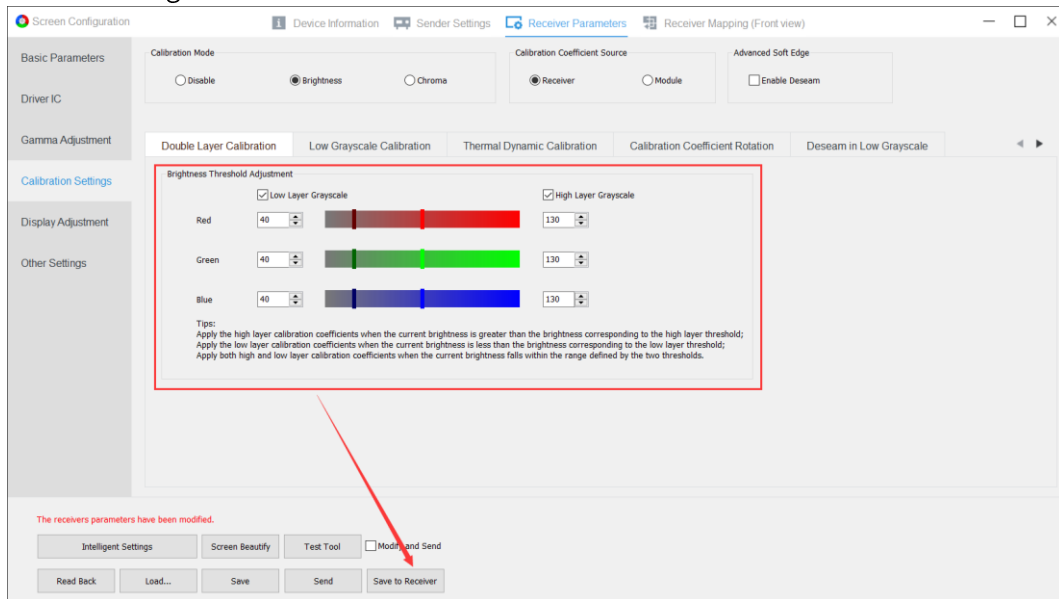 Screen Configuration
Device Information
Sender Settings
Receiver Parameters
Receiver Mapping (Front view)
Basic Parameters
Driver IC
Gamma Adjustment
Calibration Settings
Display Adjustment
Other Settings
Calibration Mode
Disable
Brightness
Chroma
Calibration Coefficient Source
Receiver
Module
Advanced Soft Edge
Enable Deseam
Double Layer Calibration
Low Grayscale Calibration
Thermal Dynamic Calibration
Calibration Coefficient Rotation
Deseam in Low Grayscale
Brightness Threshold Adjustment
Low Layer Grayscale
High Layer Grayscale
Red 40 130
Green 40 130
Blue 40 130
Tips:
Apply the high layer calibration coefficients when the current brightness is greater than the brightness corresponding to the high layer threshold;
Apply the low layer calibration coefficients when the current brightness is less than the brightness corresponding to the low layer threshold;
Apply both high and low layer calibration coefficients when the current brightness falls within the range defined by the two thresholds.
The receivers parameters have been modified.
Intelligent Settings
Screen Beautify
Test Tool
Modify and Send
Read Back
Load...
Save
Send
Save to Receiver